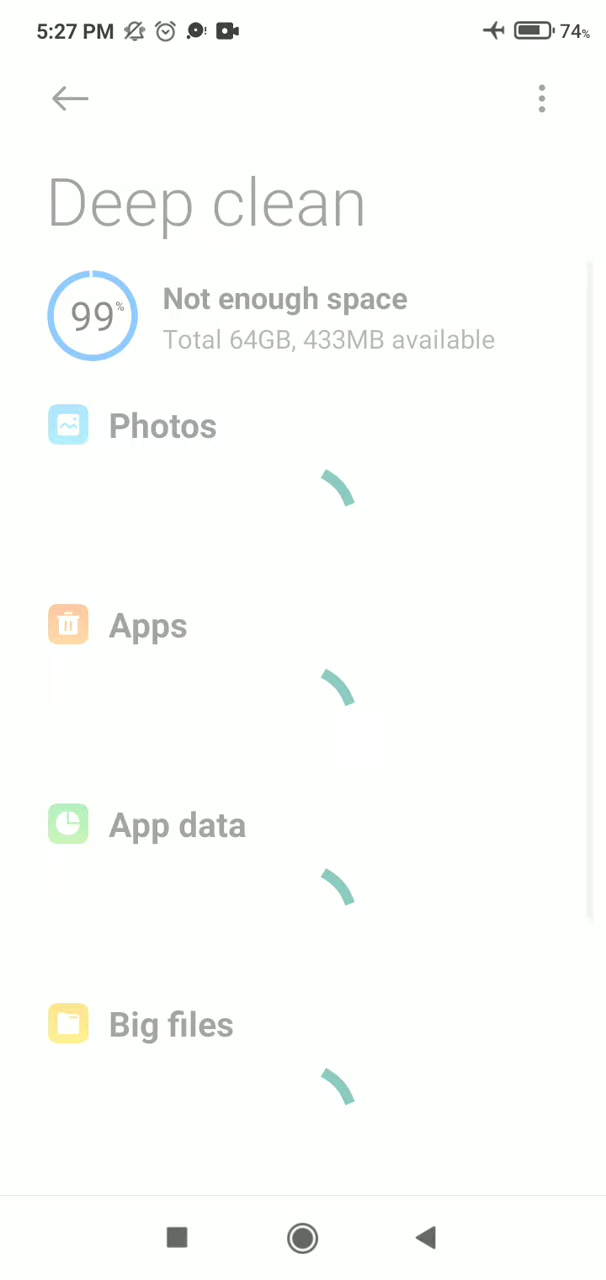 5:27 PM
74%
Deep clean
99%
Not enough space
Total 64GB, 433MB available
Photos
Apps
App data
Big files